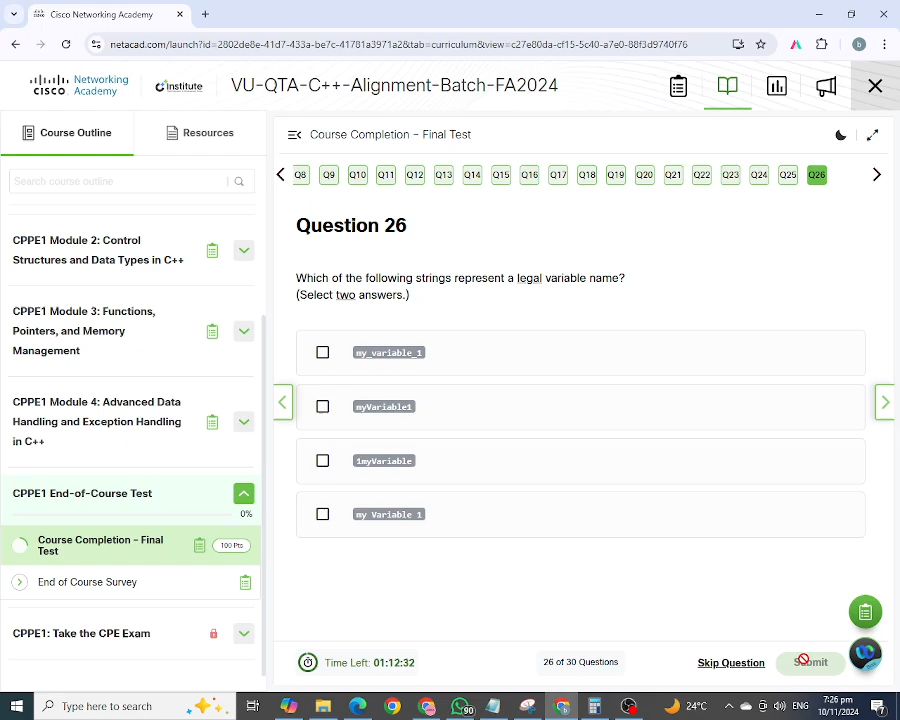 Cisco Networking Academy
netacad.com/launch?id=2802de8e-41d7-433a-be7c-41781a3971a2&tab=curriculum&view=c27e80da-cf15-5c40-a7e0-88f3d9740f76
b
CISCO
Networking
Academy
C++ Institute
VU-QTA-C++-Alignment-Batch-FA2024
Course Outline
Resources
Course Completion – Final Test
Search course outline
Q8 Q9 Q10 Q11 Q12 Q13 Q14 Q15 Q16 Q17 Q18 Q19 Q20 Q21 Q22 Q23 Q24 Q25 Q26
CPPE1 Module 2: Control
Structures and Data Types in C++
CPPE1 Module 3: Functions,
Pointers, and Memory
Management
CPPE1 Module 4: Advanced Data
Handling and Exception Handling
in C++
CPPE1 End-of-Course Test
0%
Course Completion – Final
Test
100 Pts
End of Course Survey
CPPE1: Take the CPE Exam
Question 26
Which of the following strings represent a legal variable name?
(Select two answers.)
my_variable_1
myVariable1
1myVariable
my Variable 1
Time Left: 01:12:32
26 of 30 Questions
Skip Question
Submit
Type here to search
90
24°C
ENG
7:26 pm
10/11/2024
7